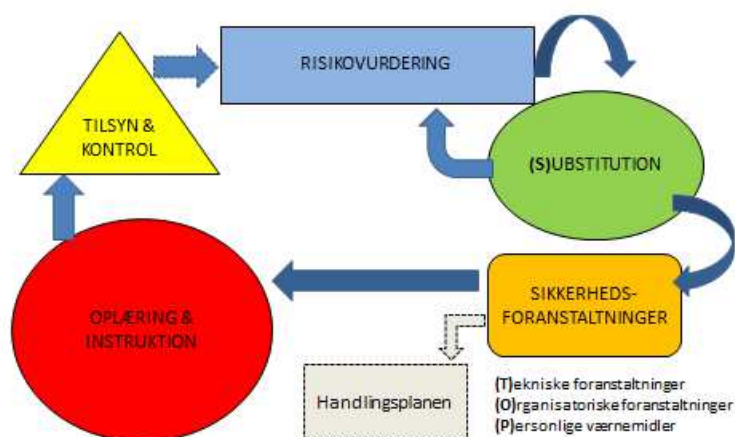 RISIKOVURDERING
TILSYN &
KONTROL
(S)UBSTITUTION
SIKKERHEDS-
FORANSTALTNINGER
OPLÆRING &
INSTRUKTION
Handlingsplanen
(T)ekniske foranstaltninger
(O)rganisatoriske foranstaltninger
(P)ersonlige værnemidler